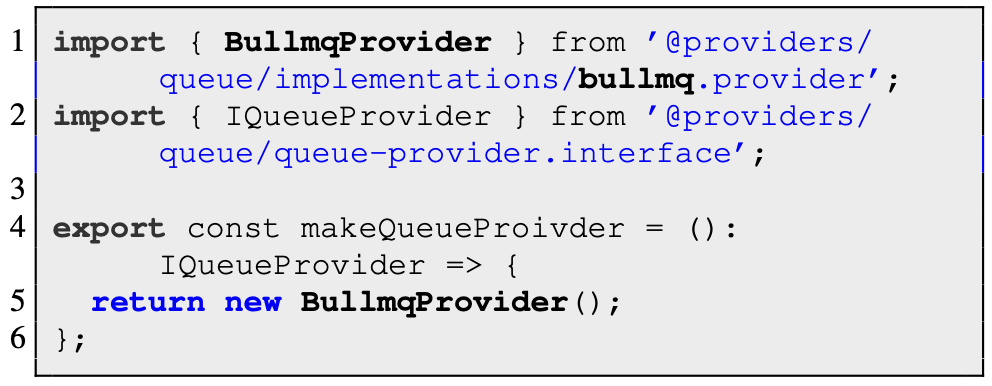 1 import { BullmqProvider } from '@providers/
queue/implementations/bullmq.provider';
2 import { IQueueProvider } from '@providers/
queue/queue-provider.interface';
3
4 export const makeQueueProivder = ():
IQueueProvider => {
5 return new BullmqProvider();
6 };